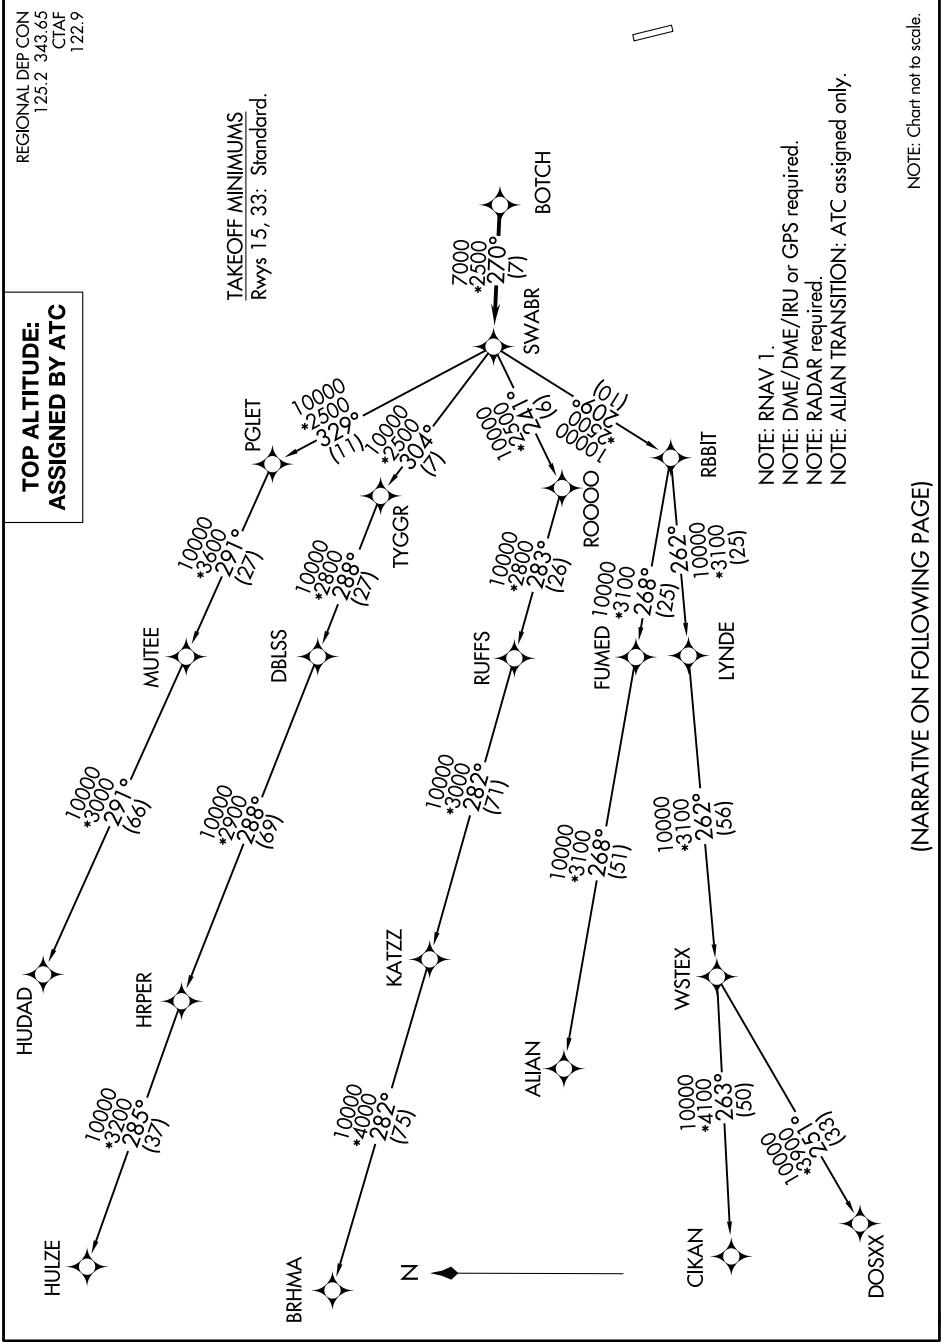 TOP ALTITUDE:
ASSIGNED BY ATC
REGIONAL DEP CON
125.2 343.65
CTAF
122.9
HUDAD
10000
*3000
291°
(66)
MUTEE
10000
*3600
291°
(27)
PGLET
10000
*2500
329°
(11)
TAKEOFF MINIMUMS
Rwys 15, 33: Standard.
HULZE
10000
*3200
285°
(37)
HRPER
10000
*2900
288°
(69)
DBLSS
10000
*2800
288°
(27)
TYGGR
10000
*2500
304°
(7)
BRHMA
10000
*4000
282°
(75)
KATZZ
10000
*3000
282°
(71)
RUFFS
10000
*2800
283°
(26)
ROOOO
10000
*2500
241°
(6)
SWABR
7000
*2500
270°
(7)
BOTCH
N
ALIAN
10000
*3100
268°
(51)
FUMED
10000
*3100
268°
(25)
10000
*2500
209°
(10)
RBBIT
262°
10000
*3100
(25)
LYNDE
10000
*3100
262°
(56)
WSTEX
10000
*4100
263°
(50)
CIKAN
10000
*3900
251°
(33)
DOSXX
NOTE: RNAV 1.
NOTE: DME/DME/IRU or GPS required.
NOTE: RADAR required.
NOTE: ALIAN TRANSITION: ATC assigned only.
NOTE: Chart not to scale.
(NARRATIVE ON FOLLOWING PAGE)